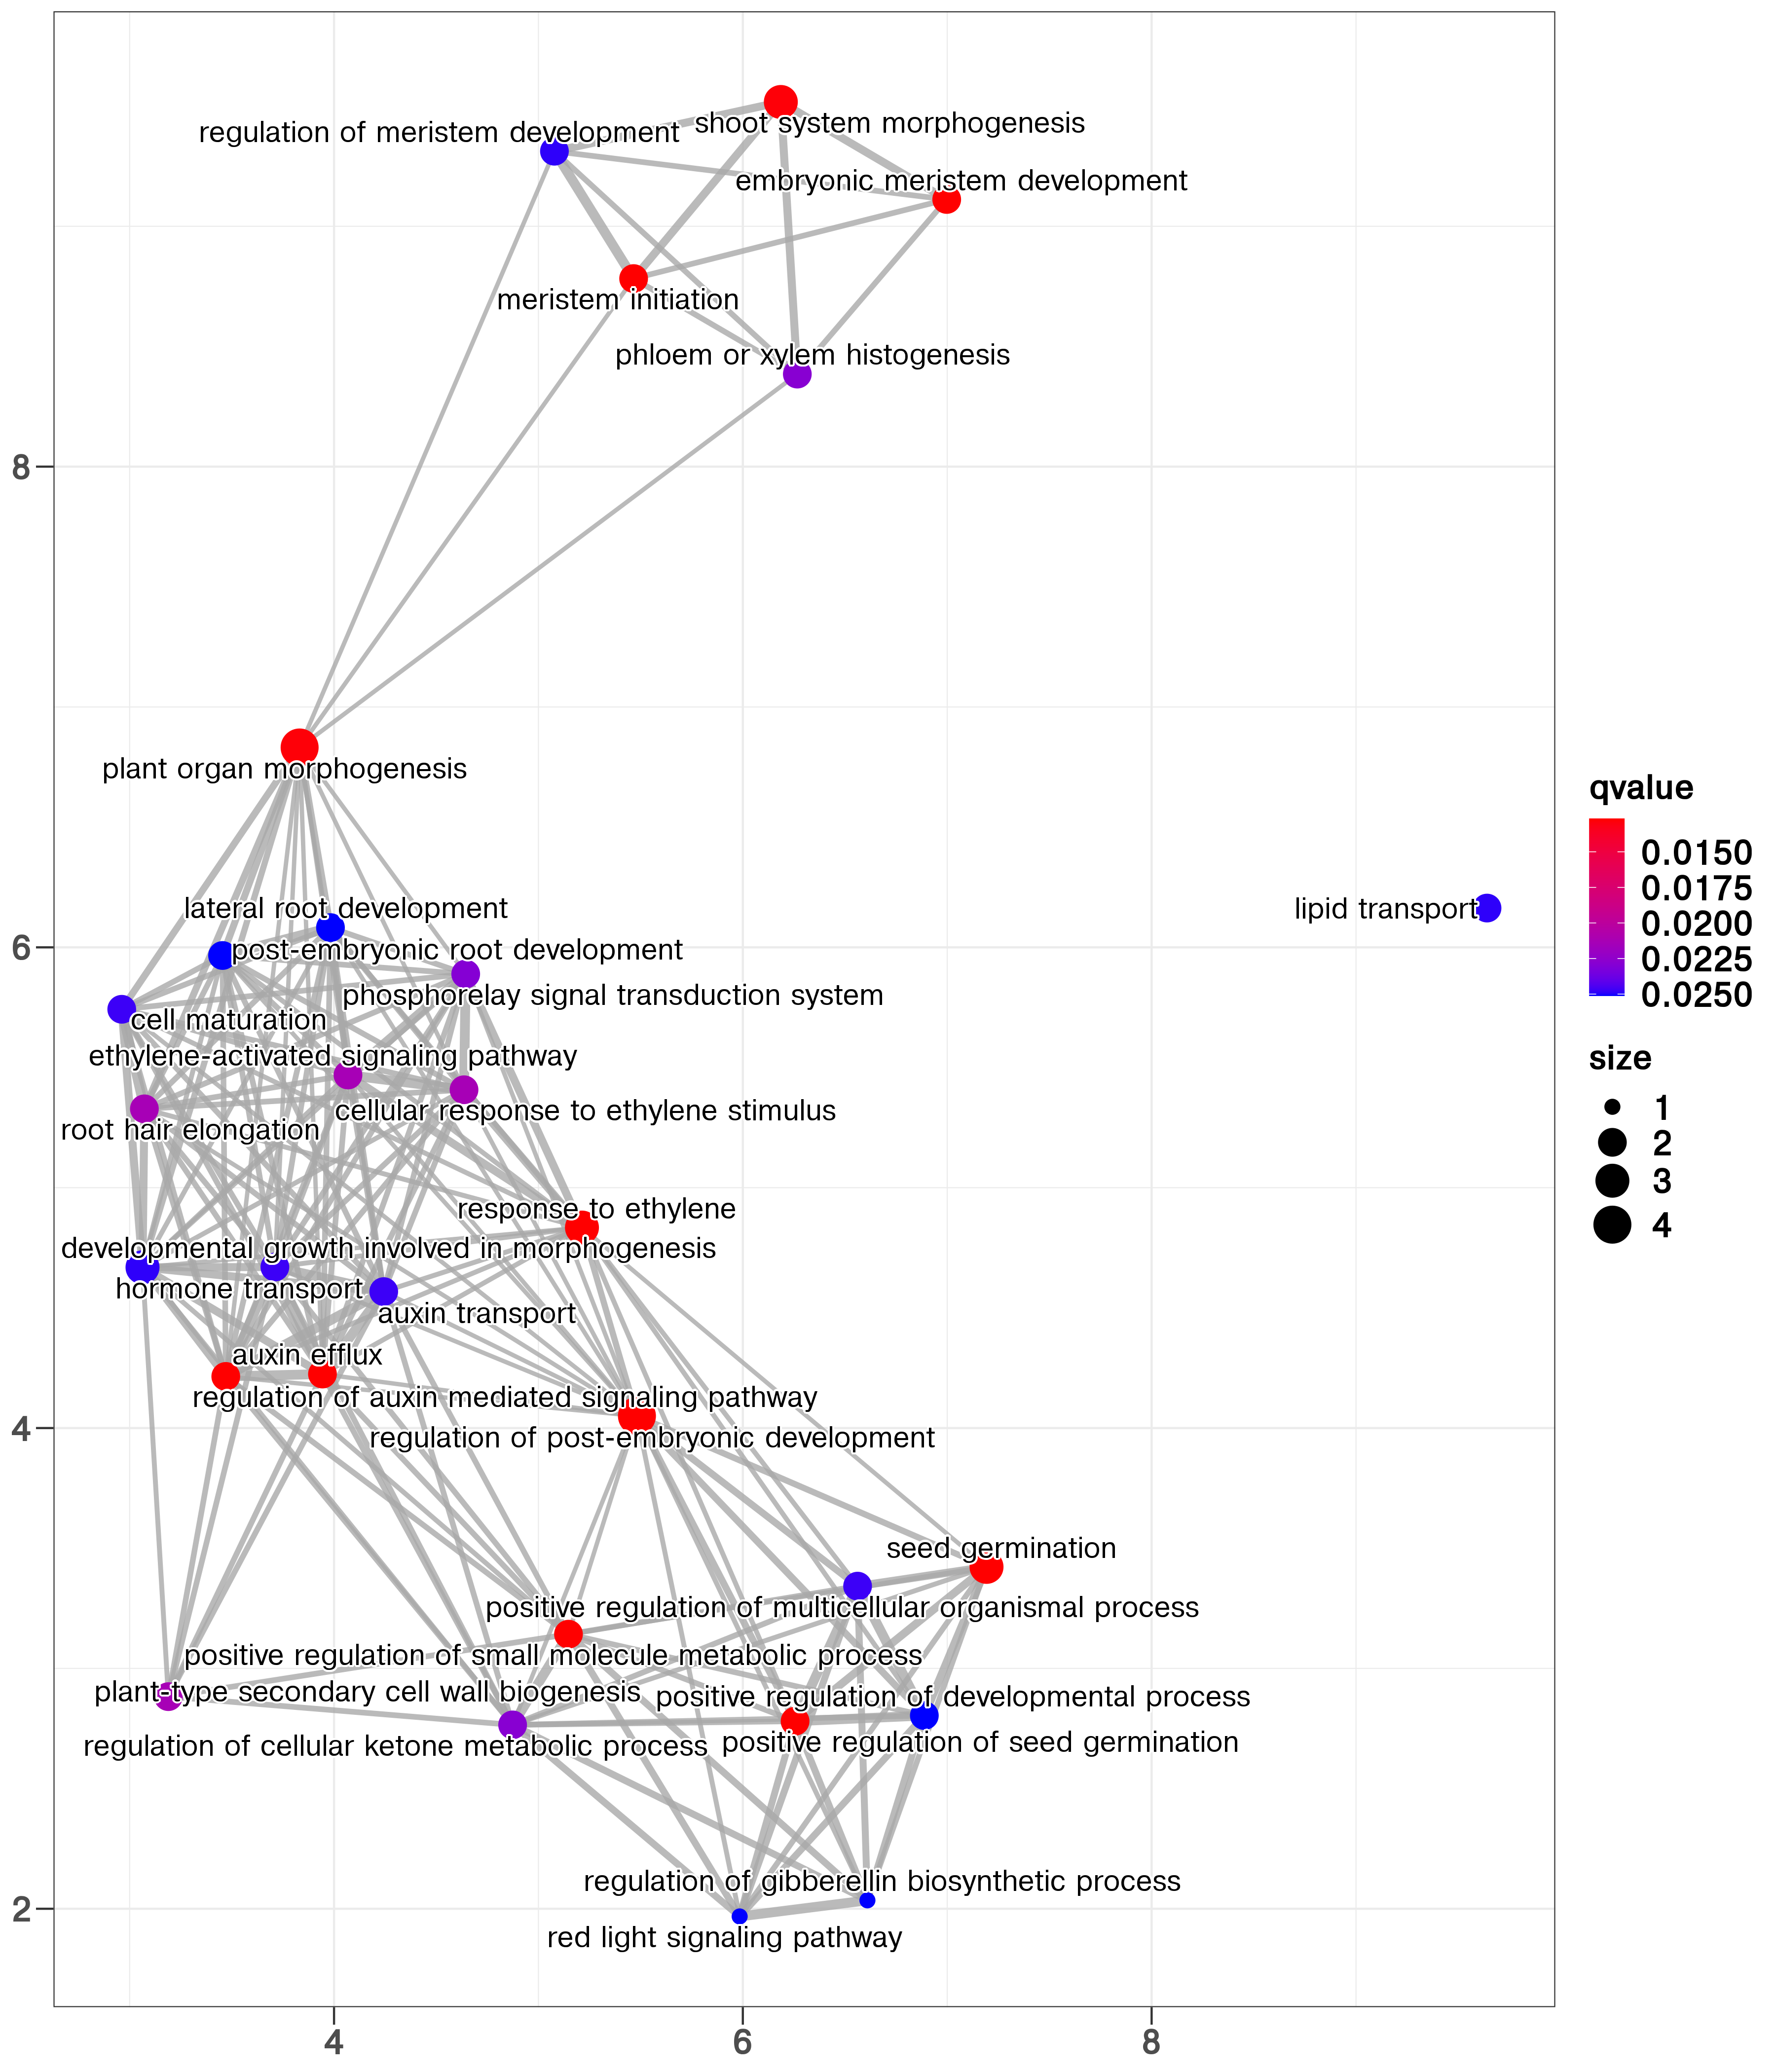 regulation of meristem development
shoot system morphogenesis
embryonic meristem development
meristem initiation
phloem or xylem histogenesis
8
plant organ morphogenesis
lateral root development
lipid transport
6
post-embryonic root development
phosphorelay signal transduction system
cell maturation
ethylene-activated signaling pathway
cellular response to ethylene stimulus
root hair elongation
response to ethylene
developmental growth involved in morphogenesis
hormone transport
auxin transport
auxin efflux
regulation of auxin mediated signaling pathway
4
regulation of post-embryonic development
seed germination
positive regulation of multicellular organismal process
positive regulation of small molecule metabolic process
plant-type secondary cell wall biogenesis
positive regulation of developmental process
regulation of cellular ketone metabolic process
positive regulation of seed germination
regulation of gibberellin biosynthetic process
2
red light signaling pathway
4
6
8
qvalue
0.0150
0.0175
0.0200
0.0225
0.0250
size
1
2
3
4